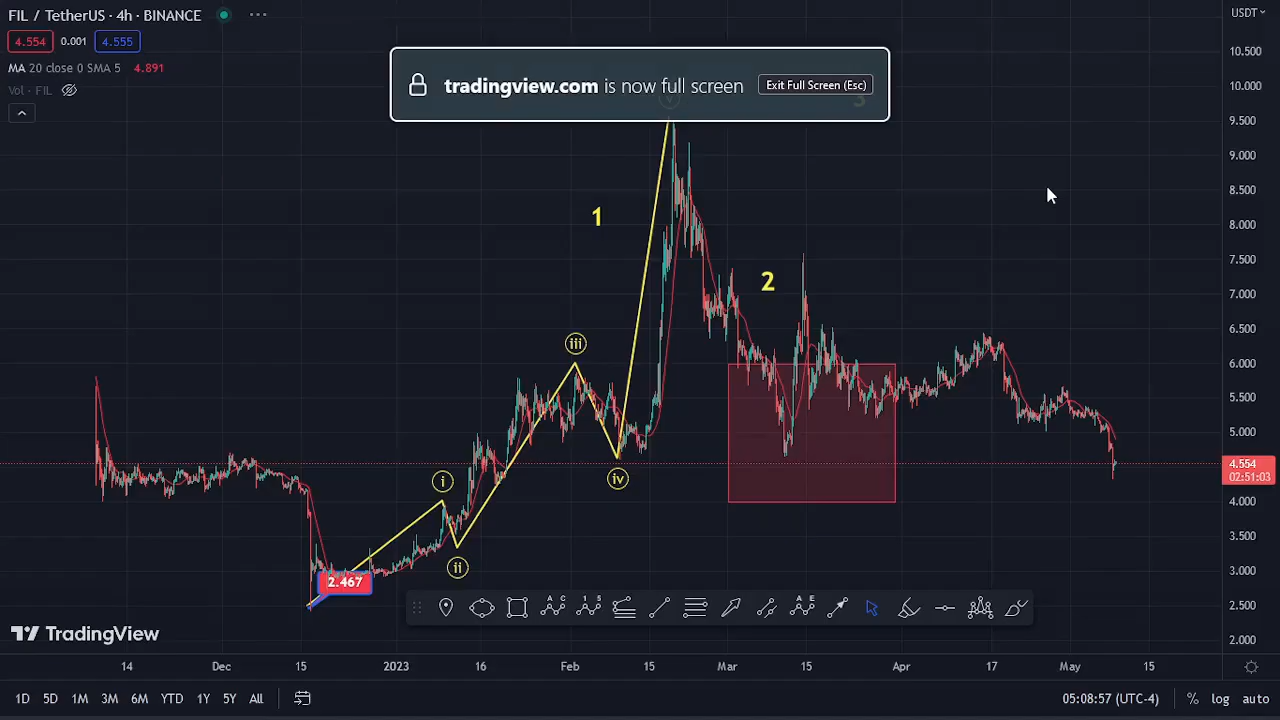 FIL / TetherUS · 4h · BINANCE
USDT
4.554 0.001 4.555
MA 20 close 0 SMA 5 4.891
Vol · FIL
tradingview.com is now full screen Exit Full Screen (Esc)
v
3
10.500
10.000
9.500
9.000
8.500
8.000
7.500
7.000
6.500
6.000
5.500
5.000
4.554
02:51:03
4.000
3.500
3.000
2.500
2.000
1
2
iii
i
iv
ii
2.467
A C
1 5
A E
TradingView
14 Dec 15 2023 16 Feb 15 Mar 15 Apr 17 May 15
1D 5D 1M 3M 6M YTD 1Y 5Y All 05:08:57 (UTC-4) % log auto